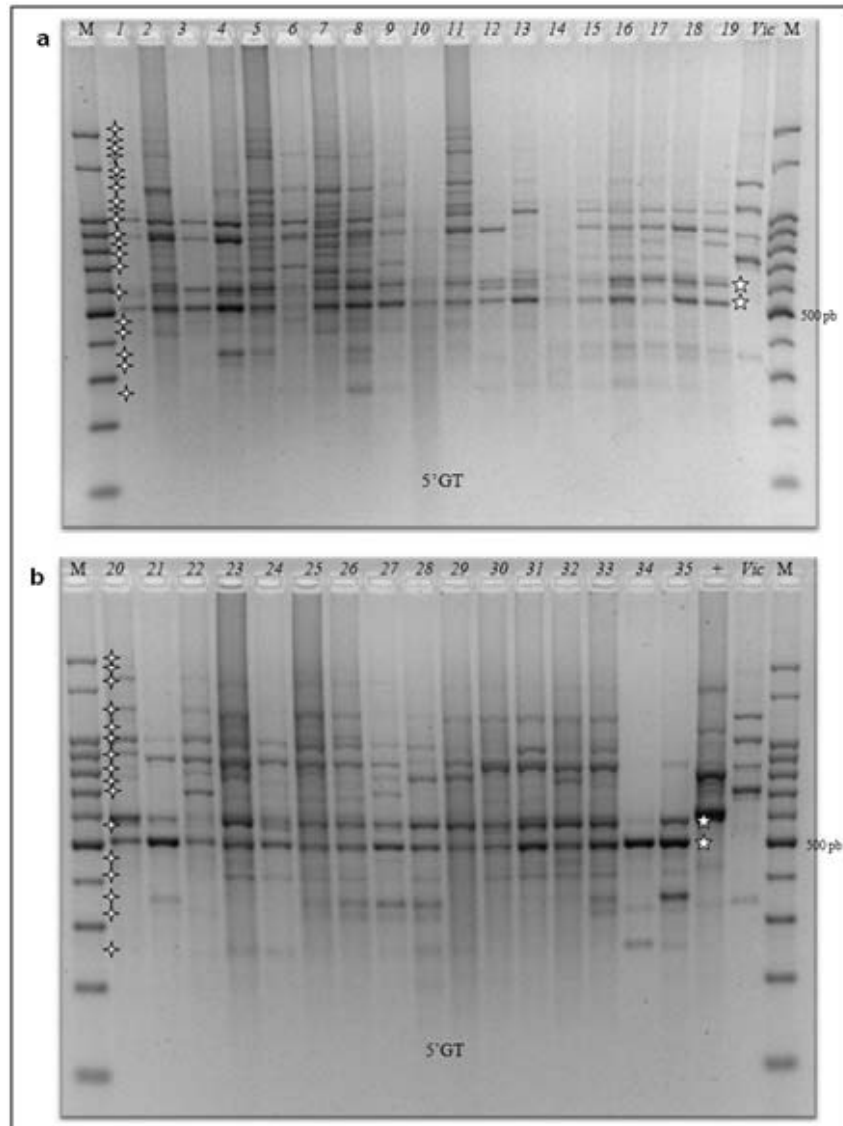 a
M 1 2 3 4 5 6 7 8 9 10 11 12 13 14 15 16 17 18 19 Vic M
500 pb
5’GT
b
M 20 21 22 23 24 25 26 27 28 29 30 31 32 33 34 35 + Vic M
500 pb
5’GT